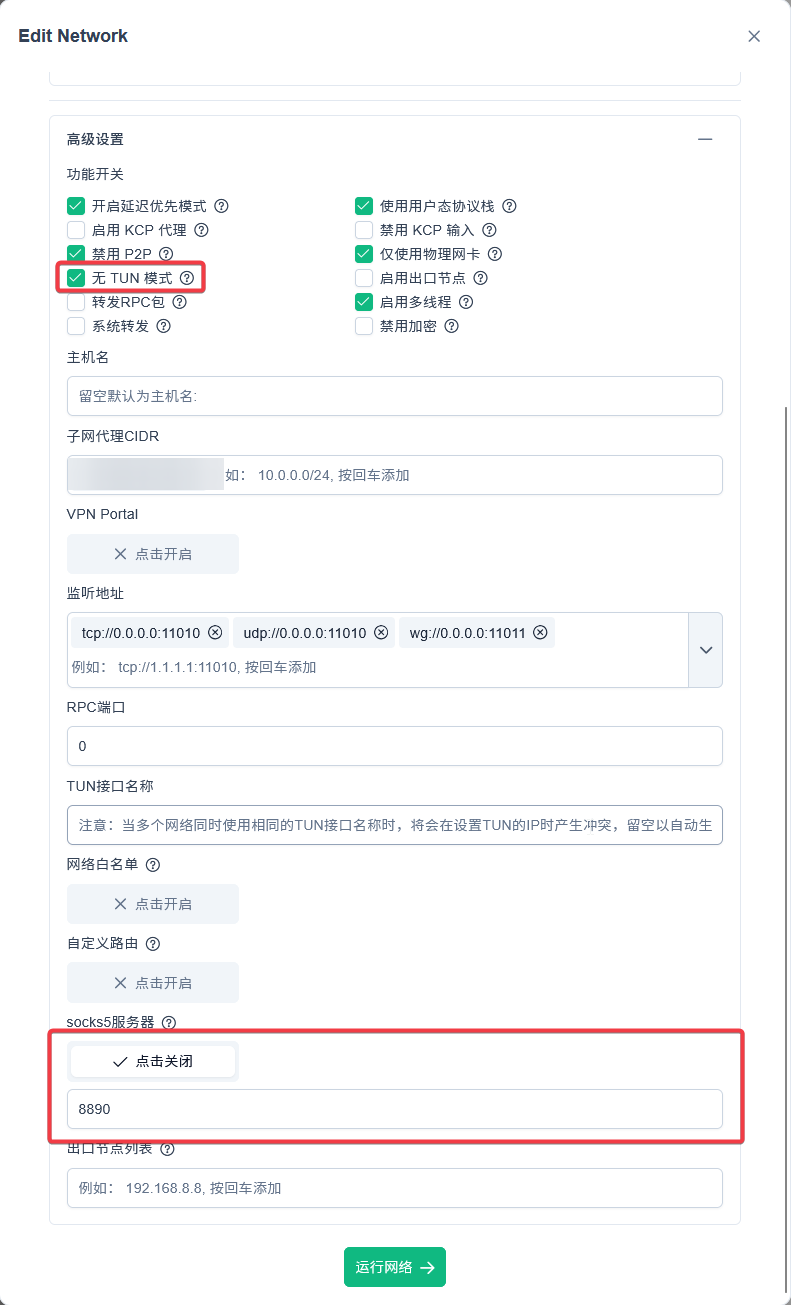 Edit Network
高级设置
功能开关
开启延迟优先模式 使用用户态协议栈
启用 KCP 代理 禁用 KCP 输入
禁用 P2P 仅使用物理网卡
无 TUN 模式 启用出口节点
转发RPC包 启用多线程
系统转发 禁用加密
主机名
留空默认为主机名:
子网代理CIDR
如： 10.0.0.0/24, 按回车添加
VPN Portal
点击开启
监听地址
tcp://0.0.0.0:11010 udp://0.0.0.0:11010 wg://0.0.0.0:11011
例如： tcp://1.1.1.1:11010, 按回车添加
RPC端口
0
TUN接口名称
注意：当多个网络同时使用相同的TUN接口名称时，将会在设置TUN的IP时产生冲突，留空以自动生
网络白名单
点击开启
自定义路由
点击开启
socks5服务器
点击关闭
8890
出口节点列表
例如： 192.168.8.8, 按回车添加
运行网络